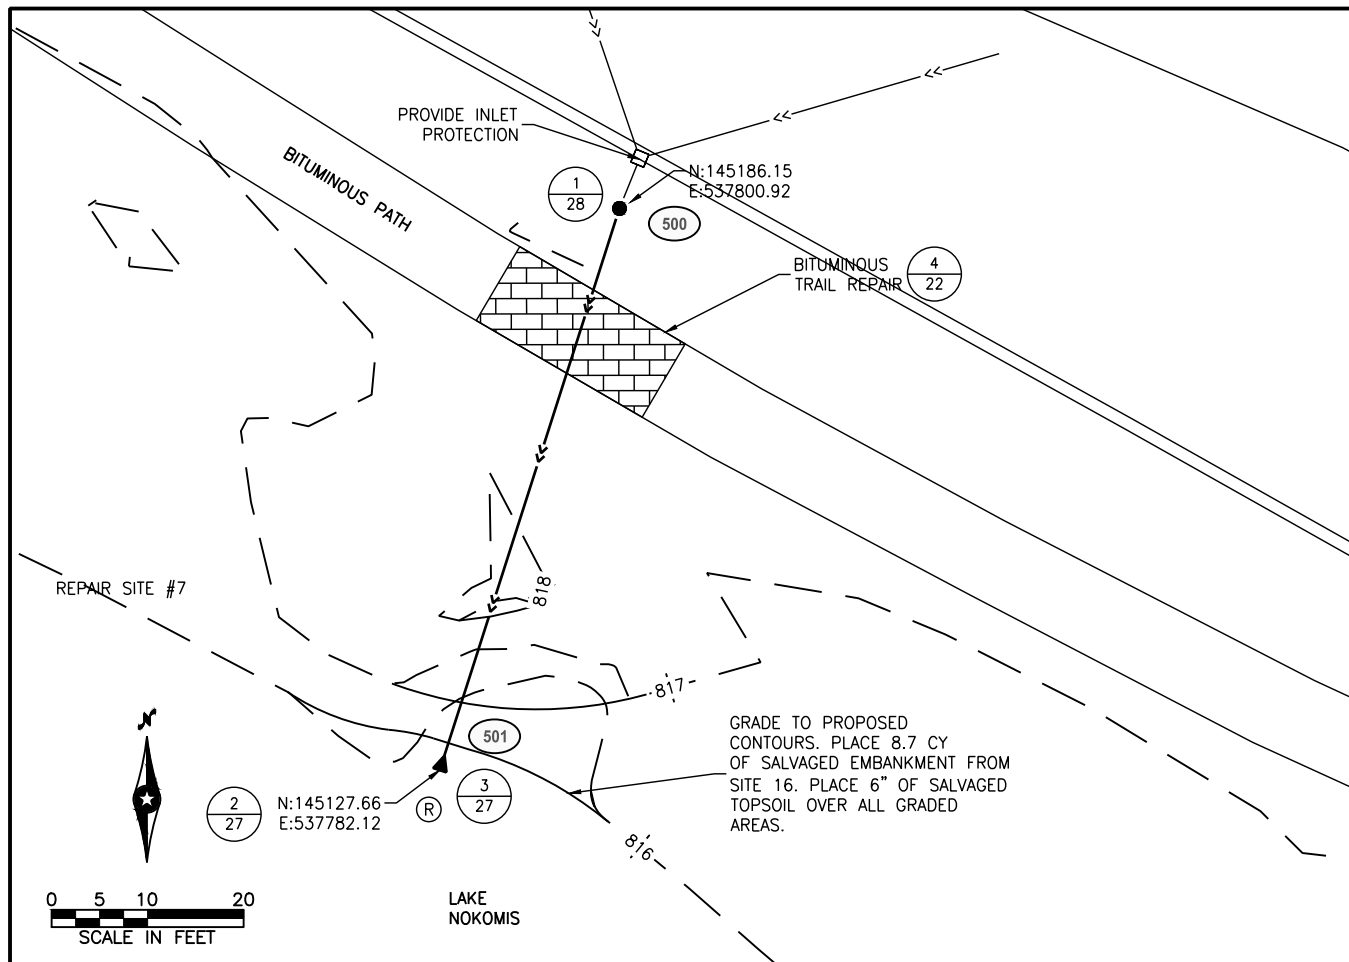 PROVIDE INLET
PROTECTION
BITUMINOUS PATH
1
28
N:145186.15
E:537800.92
500
BITUMINOUS
TRAIL REPAIR
4
22
REPAIR SITE #7
818
817
816
N
501
GRADE TO PROPOSED
CONTOURS. PLACE 8.7 CY
OF SALVAGED EMBANKMENT FROM
SITE 16. PLACE 6" OF SALVAGED
TOPSOIL OVER ALL GRADED
AREAS.
2
27
N:145127.66
E:537782.12
R
3
27
0 5 10 20
SCALE IN FEET
LAKE
NOKOMIS